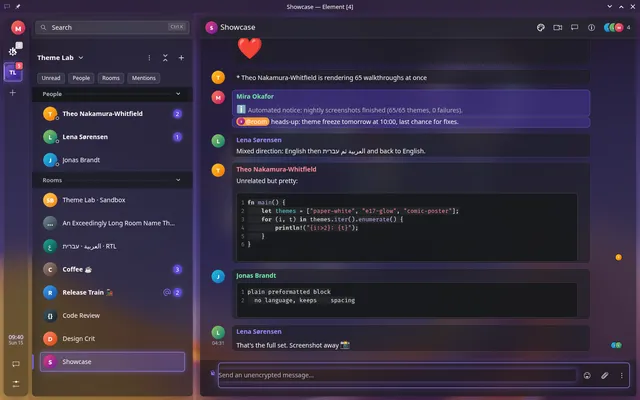 Showcase — Element [4]
M
Search
Ctrl K
Showcase
4
TL
5
Theme Lab
Unread
People
Rooms
Mentions
People
Theo Nakamura-Whitfield
2
Lena Sørensen
1
Jonas Brandt
Rooms
Theme Lab · Sandbox
An Exceedingly Long Room Name Th...
العربية · עברית · RTL
Coffee ☕
3
Release Train 🚂
2
Code Review
Design Crit
Showcase
09:40
Sun 15
❤️
* Theo Nakamura-Whitfield is rendering 65 walkthroughs at once
Mira Okafor
ℹ️ Automated notice: nightly screenshots finished (65/65 themes, 0 failures).
@room heads-up: theme freeze tomorrow at 10:00, last chance for fixes.
Lena Sørensen
Mixed direction: English then العربية ثم עברית and back to English.
Theo Nakamura-Whitfield
Unrelated but pretty:
1 fn main() {
2 let themes = ["paper-white", "e17-glow", "comic-poster"];
3 for (i, t) in themes.iter().enumerate() {
4 println!("{i:>2}: {t}");
5 }
6 }
Jonas Brandt
1 plain preformatted block
2 no language, keeps spacing
Lena Sørensen
04:31
That's the full set. Screenshot away 📸
Send an unencrypted message...